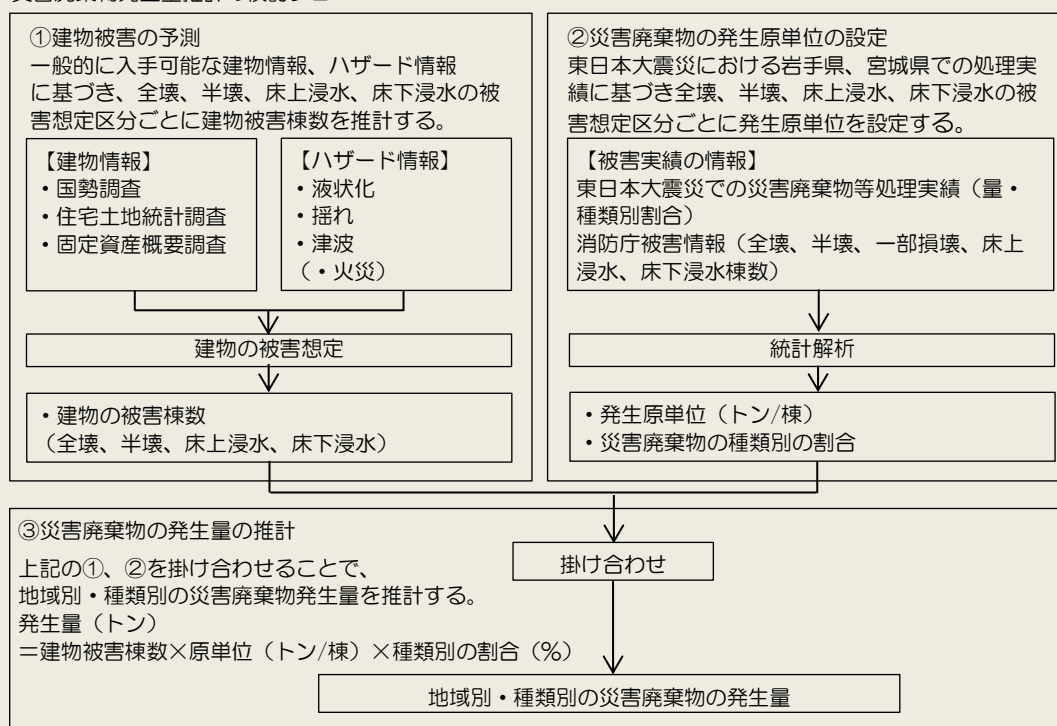 ①建物被害の予測
一般的に入手可能な建物情報、ハザード情報
に基づき、全壊、半壊、床上浸水、床下浸水の被
害想定区分ごとに建物被害棟数を推計する。
【建物情報】
・国勢調査
・住宅土地統計調査
・固定資産概要調査
【ハザード情報】
・液状化
・揺れ
・津波
（・火災）
建物の被害想定
・建物の被害棟数
（全壊、半壊、床上浸水、床下浸水）
②災害廃棄物の発生原単位の設定
東日本大震災における岩手県、宮城県での処理実
績に基づき全壊、半壊、床上浸水、床下浸水の被
害想定区分ごとに発生原単位を設定する。
【被害実績の情報】
東日本大震災での災害廃棄物等処理実績（量・
種類別割合）
消防庁被害情報（全壊、半壊、一部損壊、床上
浸水、床下浸水棟数）
統計解析
・発生原単位（トン/棟）
・災害廃棄物の種類別の割合
③災害廃棄物の発生量の推計
上記の①、②を掛け合わせることで、
地域別・種類別の災害廃棄物発生量を推計する。
発生量（トン）
＝建物被害棟数×原単位（トン/棟）×種類別の割合（％）
掛け合わせ
地域別・種類別の災害廃棄物の発生量